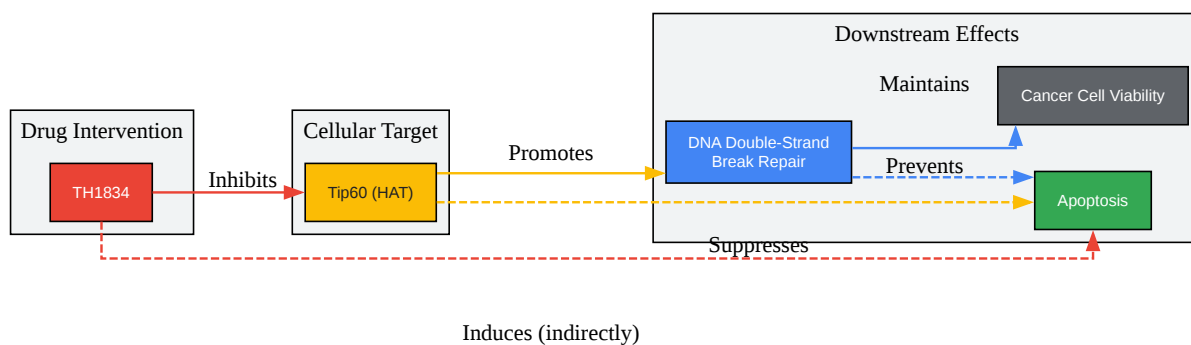 Downstream Effects
Maintains
Cancer Cell Viability
Drug Intervention
Cellular Target
DNA Double-Strand
Break Repair
Promotes
Prevents
Inhibits
TH1834
Tip60 (HAT)
Apoptosis
Suppresses
Induces (indirectly)